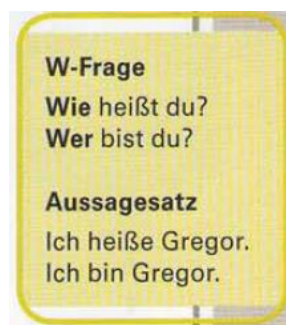 W-Frage
Wie heißt du?
Wer bist du?
Aussagesatz
Ich heiße Gregor.
Ich bin Gregor.